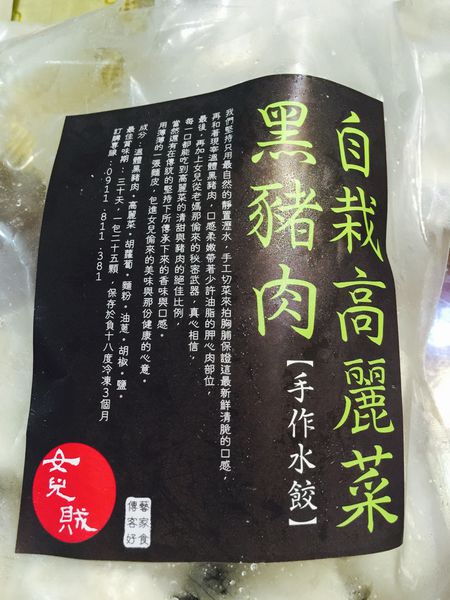 自栽高麗菜
黑豬肉
【手作水餃】
我們堅持只用最自然的靜置瀝水，手工切菜來拍胸脯保證這最新鮮清脆的口感，
再和著現宰溫體黑豬肉，口感柔嫩帶著少許油脂的胛心肉部位，
最後，再佼上女兒從老媽那偷來的秘密武器，真心相信，
每一口都能吃到高麗菜的清甜與豬肉的絕佳比例，
當然還有在傳統的堅持下所傳承下來的香味與口感。
用薄薄的一張麵皮，包進女兒偷來的美味與那份健康的心意。
成分：溫體黑豬肉，高麗菜。胡蘿蔔。麵粉。油蔥。胡椒。鹽。
最佳賞味期：三十天，一包二十五顆，保存於負十八度冷凍3個月
訂購專線：0911 811 381
女兒賊
藝家食
傳客好